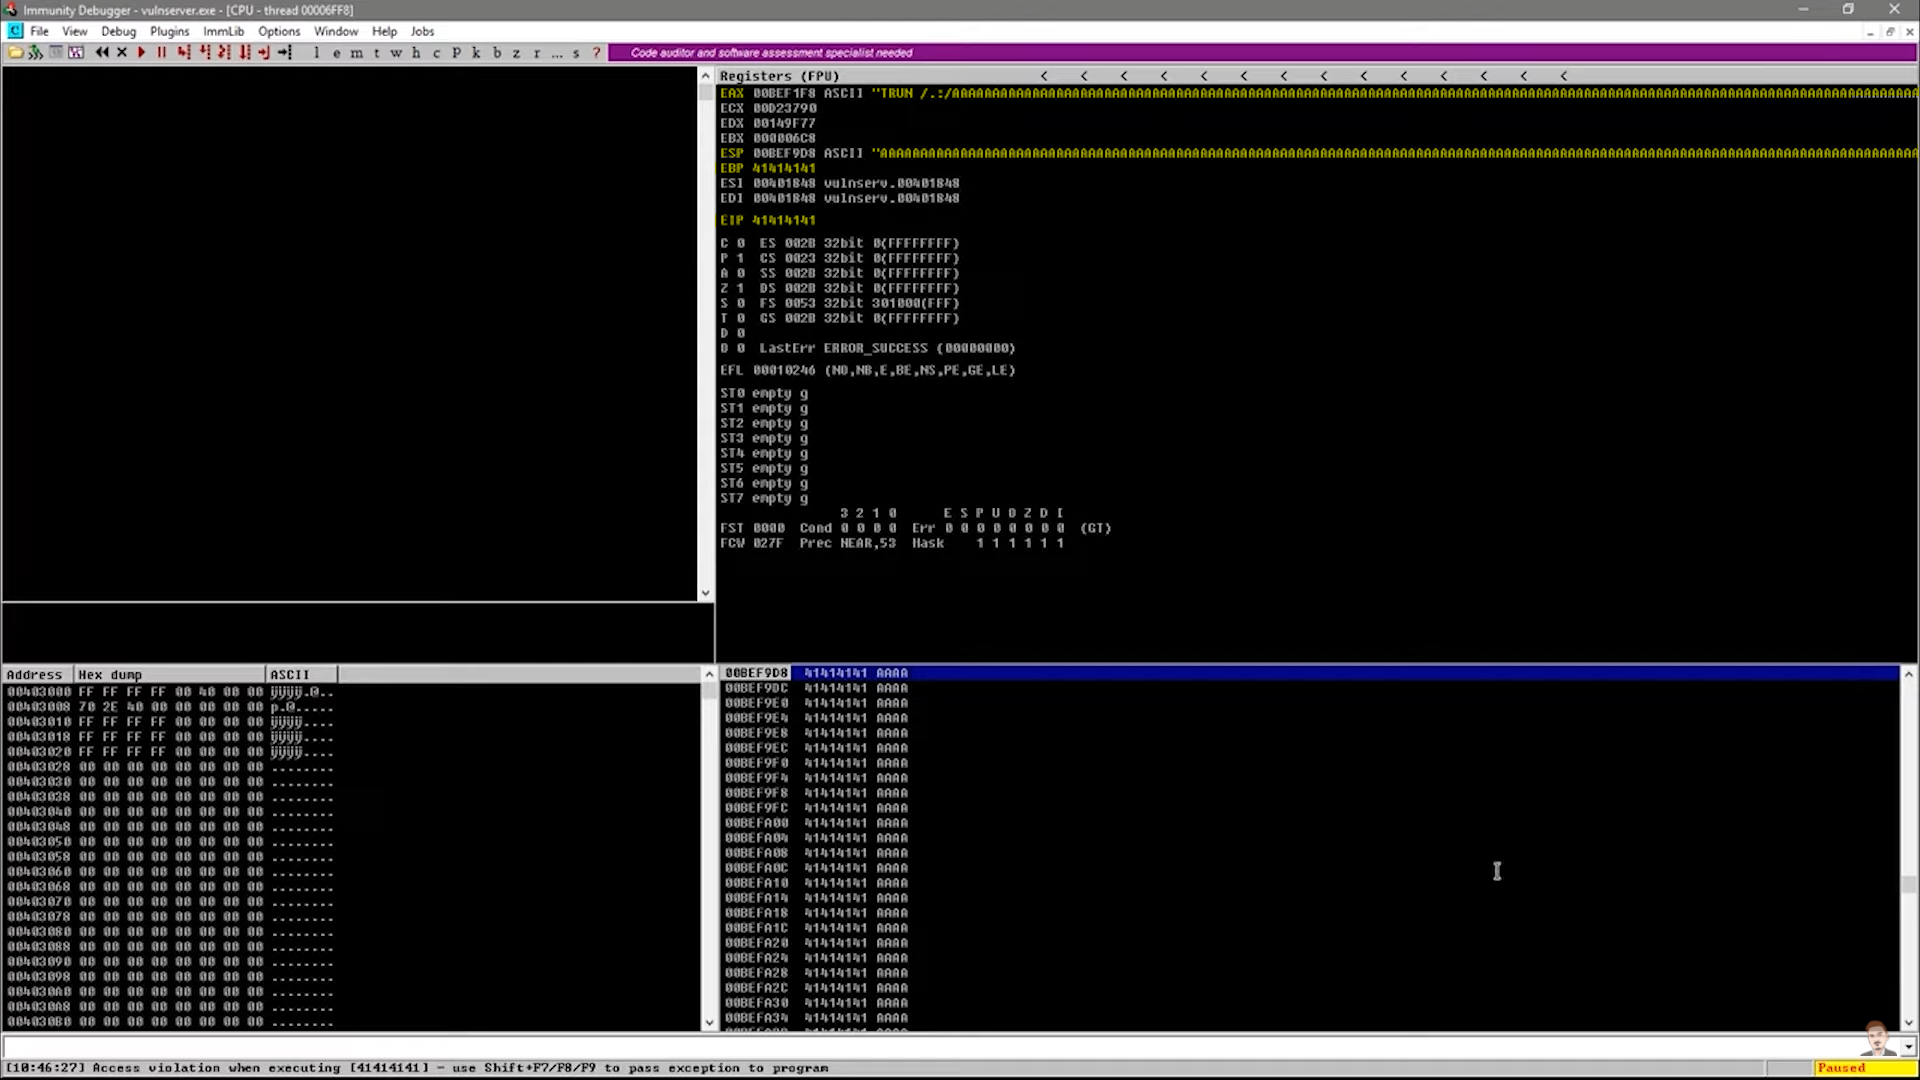 Immunity Debugger - vulnserver.exe - [CPU - thread 00006FF8]
File View Debug Plugins ImmLib Options Window Help Jobs
l e m t w h c P k b z r ... s ?
Code auditor and software assessment specialist needed
Registers (FPU) < < < < < < < < < < < < < <
EAX 00BEF1F8 ASCII "TRUN /.:/
ECX 00D23790
EDX 00149F77
EBX 000006C8
ESP 00BEF9D8 ASCII
EBP 41414141
ESI 00401848 vulnserv.00401848
EDI 00401848 vulnserv.00401848
EIP 41414141
C 0 ES 002B 32bit 0(FFFFFFFF)
P 1 CS 0023 32bit 0(FFFFFFFF)
A 0 SS 002B 32bit 0(FFFFFFFF)
Z 1 DS 002B 32bit 0(FFFFFFFF)
S 0 FS 0053 32bit 301000(FFF)
T 0 GS 002B 32bit 0(FFFFFFFF)
D 0
O 0 LastErr ERROR_SUCCESS (00000000)
EFL 00010246 (NO,NB,E,BE,NS,PE,GE,LE)
ST0 empty g
ST1 empty g
ST2 empty g
ST3 empty g
ST4 empty g
ST5 empty g
ST6 empty g
ST7 empty g
3 2 1 0 E S P U O Z D I
FST 0000 Cond 0 0 0 0 Err 0 0 0 0 0 0 0 0 (GT)
FCW 027F Prec NEAR,53 Mask 1 1 1 1 1 1
Address Hex dump ASCII
00403000 FF FF FF FF 00 40 00 00 ÿÿÿÿ.@..
00403008 70 2E 40 00 00 00 00 00 p.@.....
00403010 FF FF FF FF 00 00 00 00 ÿÿÿÿ....
00403018 FF FF FF FF 00 00 00 00 ÿÿÿÿ....
00403020 FF FF FF FF 00 00 00 00 ÿÿÿÿ....
00403028 00 00 00 00 00 00 00 00 ........
00403030 00 00 00 00 00 00 00 00 ........
00403038 00 00 00 00 00 00 00 00 ........
00403040 00 00 00 00 00 00 00 00 ........
00403048 00 00 00 00 00 00 00 00 ........
00403050 00 00 00 00 00 00 00 00 ........
00403058 00 00 00 00 00 00 00 00 ........
00403060 00 00 00 00 00 00 00 00 ........
00403068 00 00 00 00 00 00 00 00 ........
00403070 00 00 00 00 00 00 00 00 ........
00403078 00 00 00 00 00 00 00 00 ........
00403080 00 00 00 00 00 00 00 00 ........
00403088 00 00 00 00 00 00 00 00 ........
00403090 00 00 00 00 00 00 00 00 ........
00403098 00 00 00 00 00 00 00 00 ........
004030A0 00 00 00 00 00 00 00 00 ........
004030A8 00 00 00 00 00 00 00 00 ........
004030B0 00 00 00 00 00 00 00 00 ........
00BEF9D8 41414141 AAAA
00BEF9DC 41414141 AAAA
00BEF9E0 41414141 AAAA
00BEF9E4 41414141 AAAA
00BEF9E8 41414141 AAAA
00BEF9EC 41414141 AAAA
00BEF9F0 41414141 AAAA
00BEF9F4 41414141 AAAA
00BEF9F8 41414141 AAAA
00BEF9FC 41414141 AAAA
00BEFA00 41414141 AAAA
00BEFA04 41414141 AAAA
00BEFA08 41414141 AAAA
00BEFA0C 41414141 AAAA
00BEFA10 41414141 AAAA
00BEFA14 41414141 AAAA
00BEFA18 41414141 AAAA
00BEFA1C 41414141 AAAA
00BEFA20 41414141 AAAA
00BEFA24 41414141 AAAA
00BEFA28 41414141 AAAA
00BEFA2C 41414141 AAAA
00BEFA30 41414141 AAAA
00BEFA34 41414141 AAAA
[10:46:27] Access violation when executing [41414141] - use Shift+F7/F8/F9 to pass exception to program
Paused